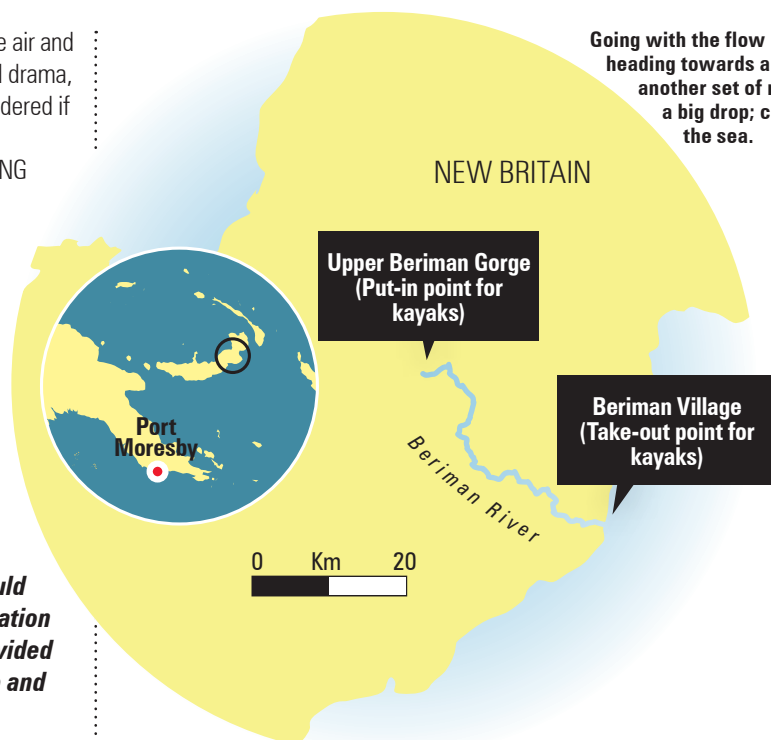 e air and
drama,
dered if
NG
uld
ation
vided
and
Going with the flow
heading towards a
another set of
a big drop;
the sea.
NEW BRITAIN
Upper Beriman Gorge
(Put-in point for
kayaks)
Beriman Village
(Take-out point for
kayaks)
Port
Moresby
Beriman River
0 Km 20